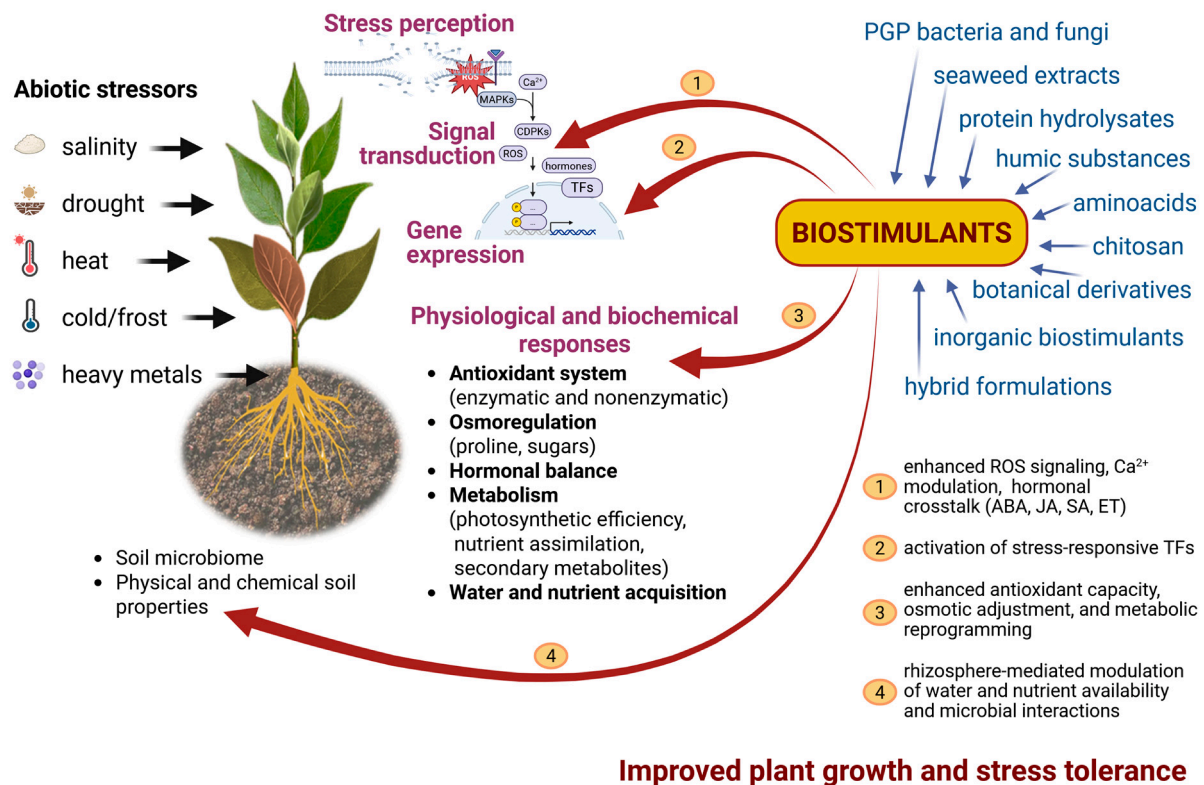 Stress perception
ROS
MAPKs
Ca²⁺
CDPKs
Signal
transduction
ROS
hormones
TFs
P
...
P
...
Gene
expression
Abiotic stressors
salinity
drought
heat
cold/frost
heavy metals
• Soil microbiome
• Physical and chemical soil
properties
Physiological and biochemical
responses
• Antioxidant system
(enzymatic and nonenzymatic)
• Osmoregulation
(proline, sugars)
• Hormonal balance
• Metabolism
(photosynthetic efficiency,
nutrient assimilation,
secondary metabolites)
• Water and nutrient acquisition
1
2
3
4
PGP bacteria and fungi
seaweed extracts
protein hydrolysates
humic substances
aminoacids
chitosan
botanical derivatives
inorganic biostimulants
hybrid formulations
BIOSTIMULANTS
1 enhanced ROS signaling, Ca²⁺
modulation, hormonal
crosstalk (ABA, JA, SA, ET)
2 activation of stress-responsive TFs
3 enhanced antioxidant capacity,
osmotic adjustment, and metabolic
reprogramming
4 rhizosphere-mediated modulation
of water and nutrient availability
and microbial interactions
Improved plant growth and stress tolerance